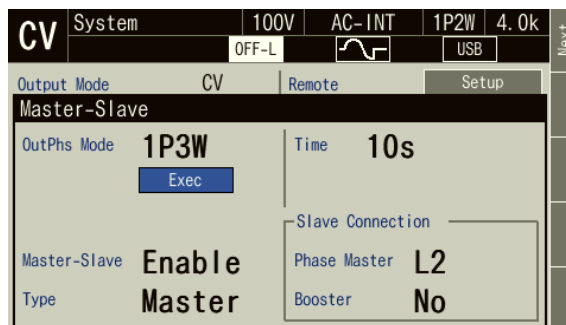 CV System 100V AC-INT 1P2W 4.0k
OFF-L USB
Next
Output Mode CV Remote Setup
Master-Slave
OutPhs Mode 1P3W Time 10s
Exec
Slave Connection
Master-Slave Enable Phase Master L2
Type Master Booster No